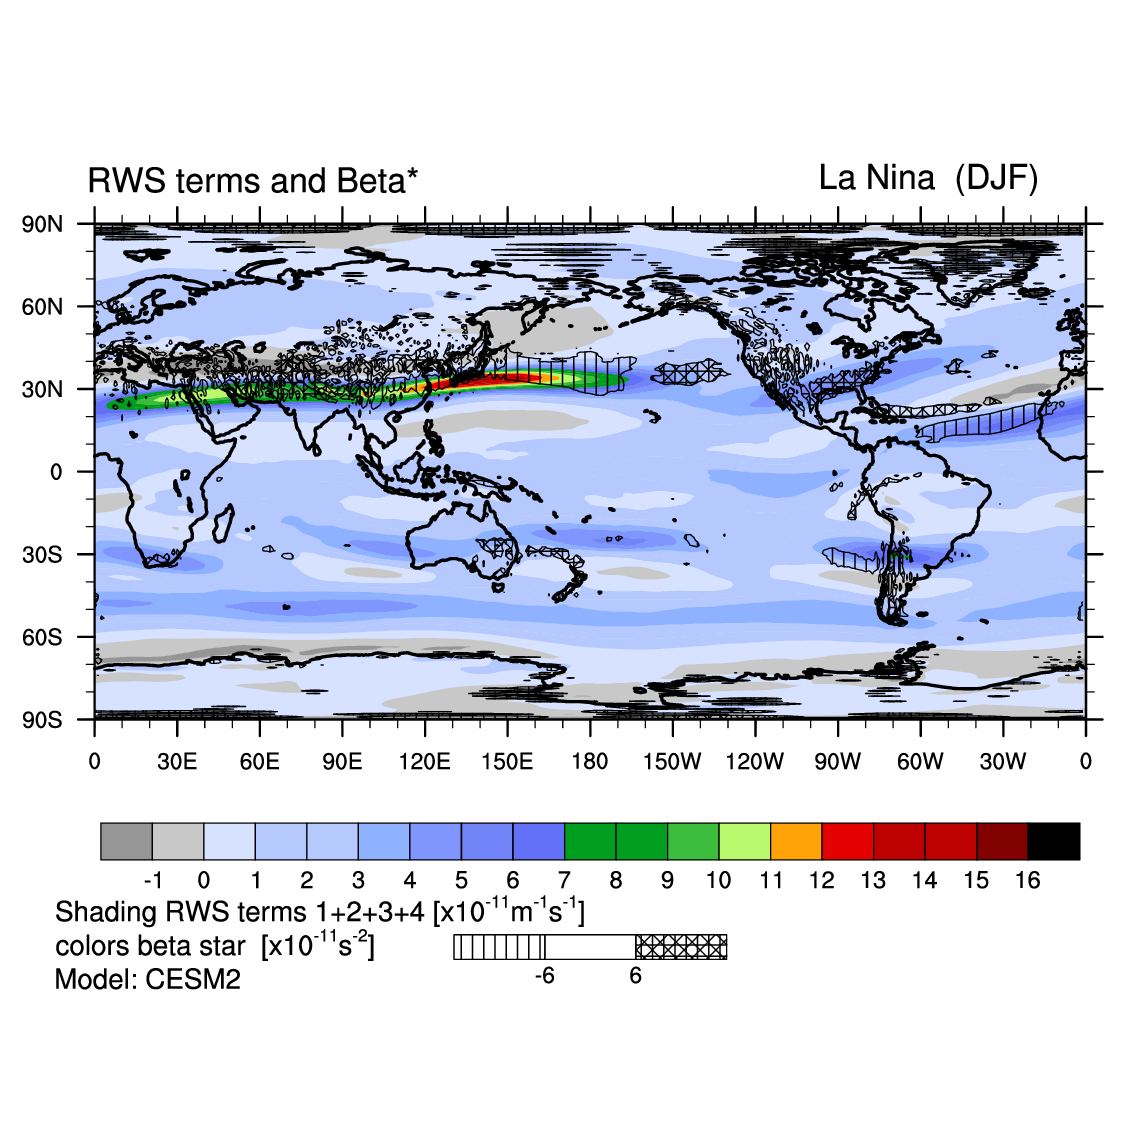 RWS terms and Beta* La Nina (DJF)
90N
60N
30N
0
30S
60S
90S
0 30E 60E 90E 120E 150E 180 150W 120W 90W 60W 30W 0
-1 0 1 2 3 4 5 6 7 8 9 10 11 12 13 14 15 16
Shading RWS terms 1+2+3+4 [x10⁻¹¹m⁻¹s⁻¹]
colors beta star [x10⁻¹¹s⁻²]
-6 6
Model: CESM2